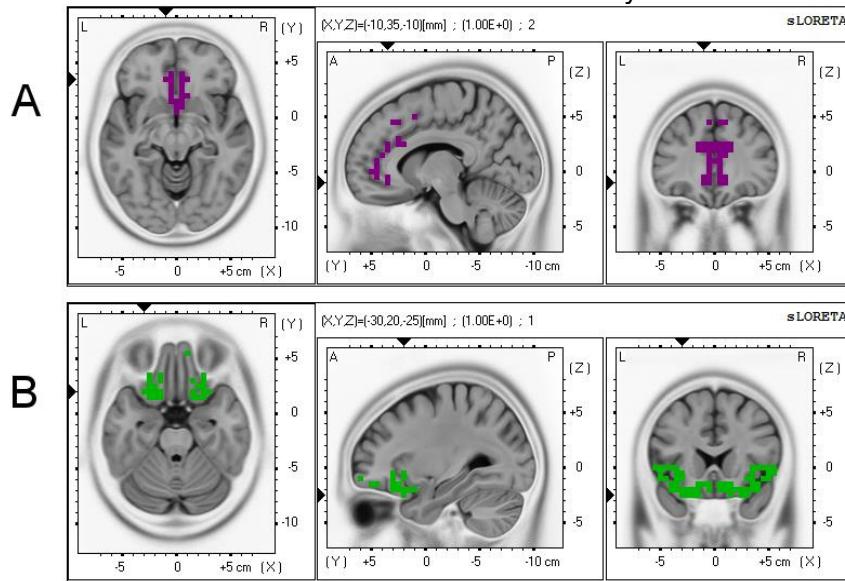 A
(X,Y,Z)=(-10,35,-10)[mm] ; (1.00E+0) ; 2
sLORETA
L R (Y)
+5
0
-5
-10
-5 0 +5 cm (X)
A P (Z)
+5
0
-5
(Y) +5 0 -5 -10 cm
L R (Z)
+5
0
-5
-5 0 +5 cm (X)
B
(X,Y,Z)=(-30,20,-25)[mm] ; (1.00E+0) ; 1
sLORETA
L R (Y)
+5
0
-5
-10
-5 0 +5 cm (X)
A P (Z)
+5
0
-5
(Y) +5 0 -5 -10 cm
L R (Z)
+5
0
-5
-5 0 +5 cm (X)